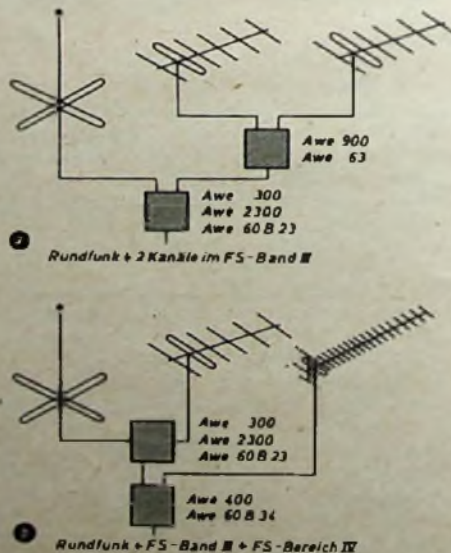 Awe 900
Awe 63
Awe 300
Awe 2300
Awe 60 B 23
Rundfunk + 2 Kanäle im FS-Band III
Awe 300
Awe 2300
Awe 60 B 23
Awe 400
Awe 60 B 34
Rundfunk + FS-Band III + FS-Bereich IV